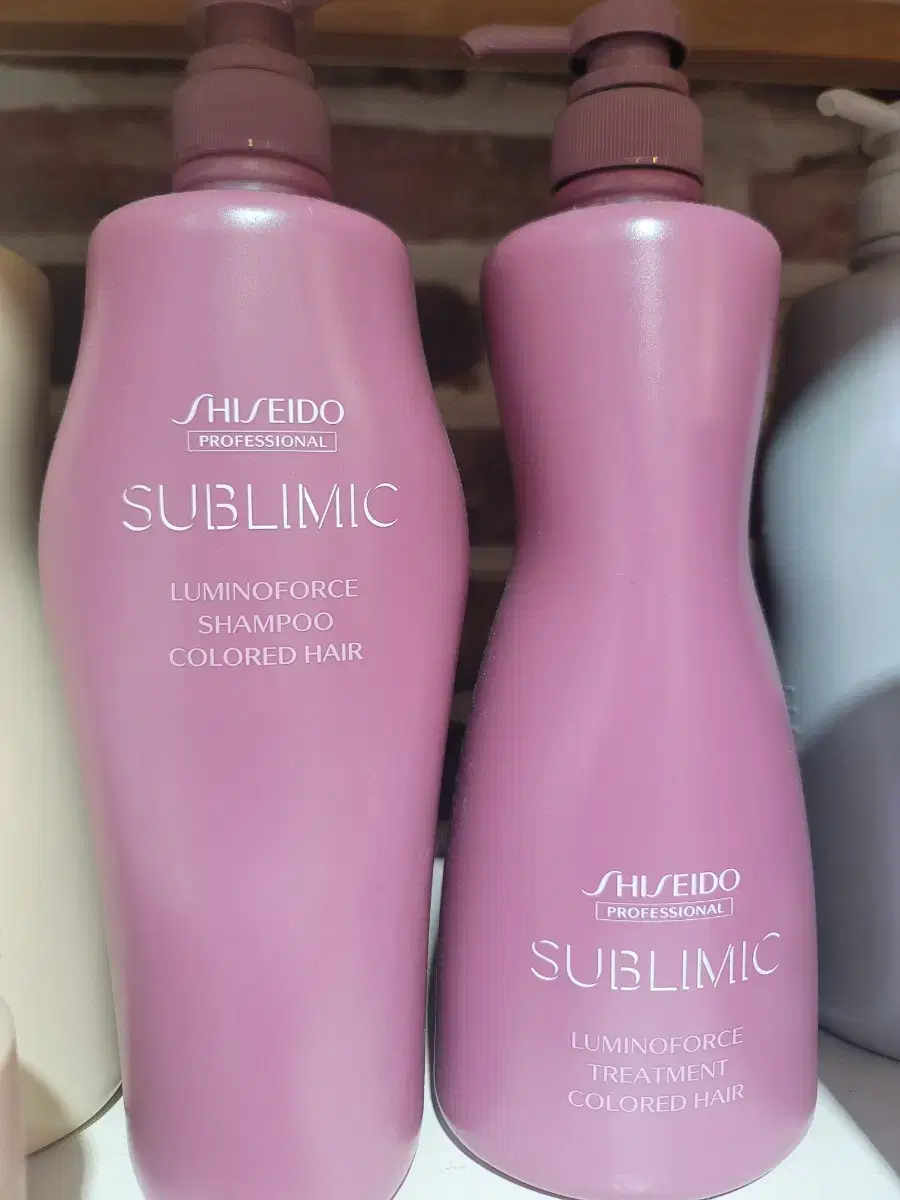 SHISEIDO
PROFESSIONAL
SUBLIMIC
LUMINOFORCE
SHAMPOO
COLORED HAIR
SHISEIDO
PROFESSIONAL
SUBLIMIC
LUMINOFORCE
TREATMENT
COLORED HAIR